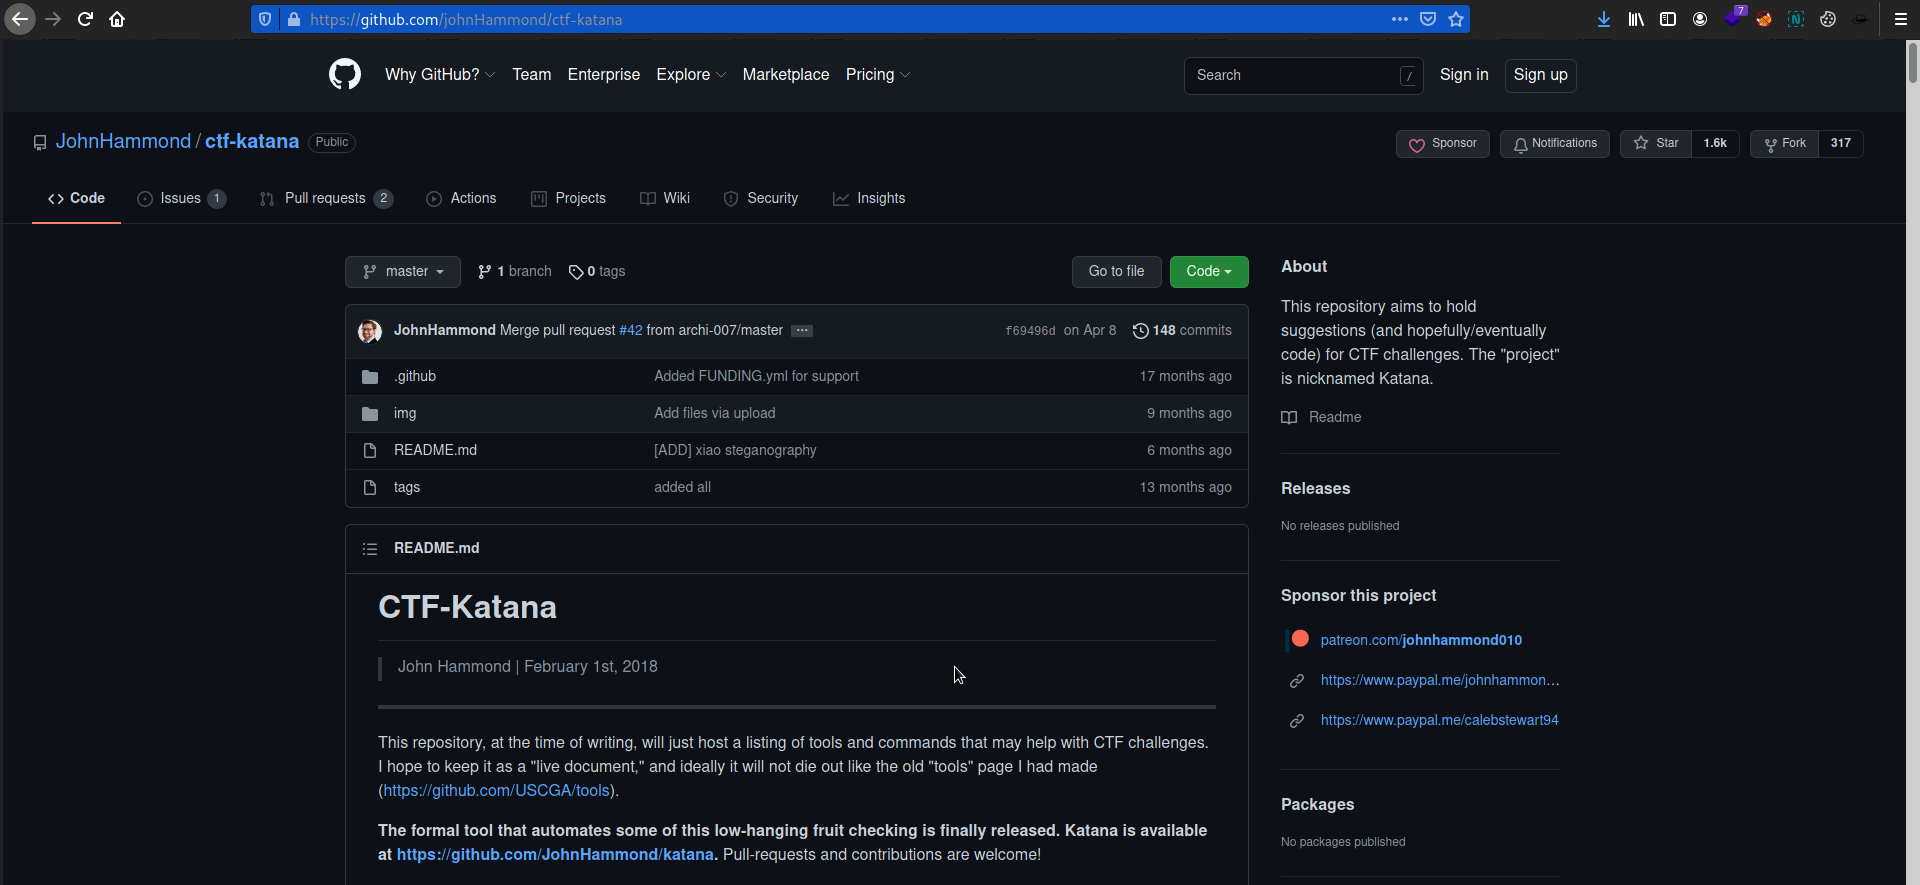 https://github.com/johnHammond/ctf-katana
7
Why GitHub? Team Enterprise Explore Marketplace Pricing
Search /
Sign in Sign up
JohnHammond / ctf-katana Public
Sponsor Notifications Star 1.6k Fork 317
Code Issues 1 Pull requests 2 Actions Projects Wiki Security Insights
master 1 branch 0 tags
Go to file Code
JohnHammond Merge pull request #42 from archi-007/master ... f69496d on Apr 8 148 commits
.github Added FUNDING.yml for support 17 months ago
img Add files via upload 9 months ago
README.md [ADD] xiao steganography 6 months ago
tags added all 13 months ago
README.md
CTF-Katana
John Hammond | February 1st, 2018
This repository, at the time of writing, will just host a listing of tools and commands that may help with CTF challenges.
I hope to keep it as a "live document," and ideally it will not die out like the old "tools" page I had made
(https://github.com/USCGA/tools).
The formal tool that automates some of this low-hanging fruit checking is finally released. Katana is available
at https://github.com/JohnHammond/katana. Pull-requests and contributions are welcome!
About
This repository aims to hold
suggestions (and hopefully/eventually
code) for CTF challenges. The "project"
is nicknamed Katana.
Readme
Releases
No releases published
Sponsor this project
patreon.com/johnhammond010
https://www.paypal.me/johnhammon...
https://www.paypal.me/calebstewart94
Packages
No packages published